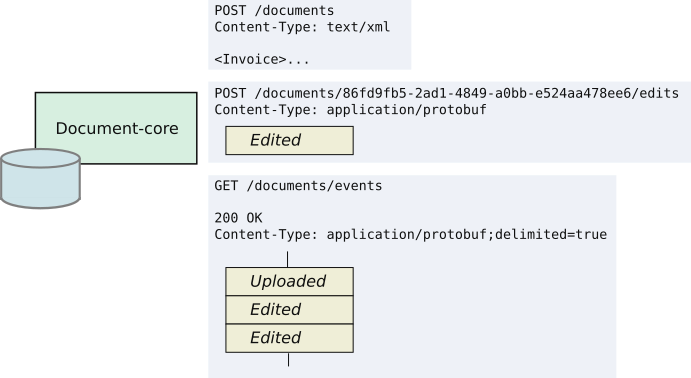 POST /documents
Content-Type: text/xml
<Invoice>...
POST /documents/86fd9fb5-2ad1-4849-a0bb-e524aa478ee6/edits
Content-Type: application/protobuf
Edited
Document-core
GET /documents/events
200 OK
Content-Type: application/protobuf;delimited=true
Uploaded
Edited
Edited